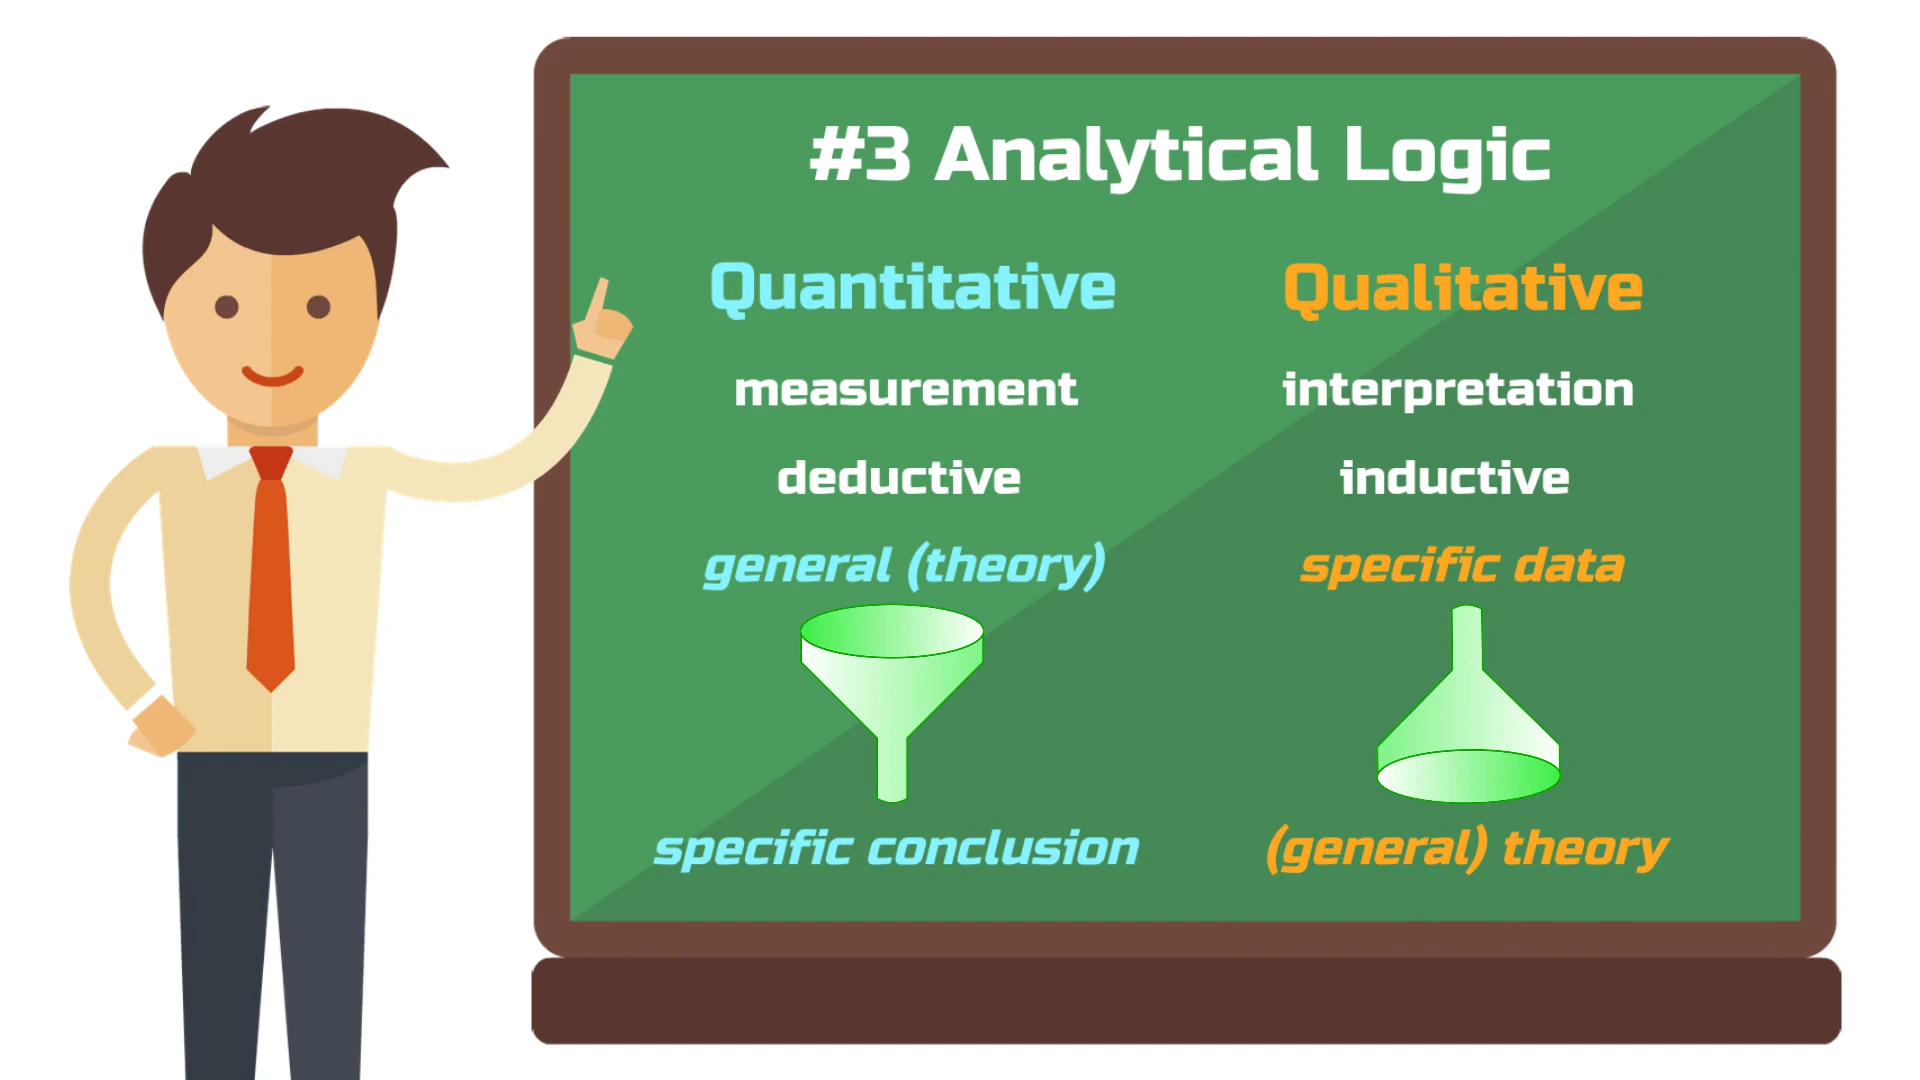 #3 Analytical Logic
Quantitative
Qualitative
measurement
interpretation
deductive
inductive
general (theory)
specific data
specific conclusion
(general) theory